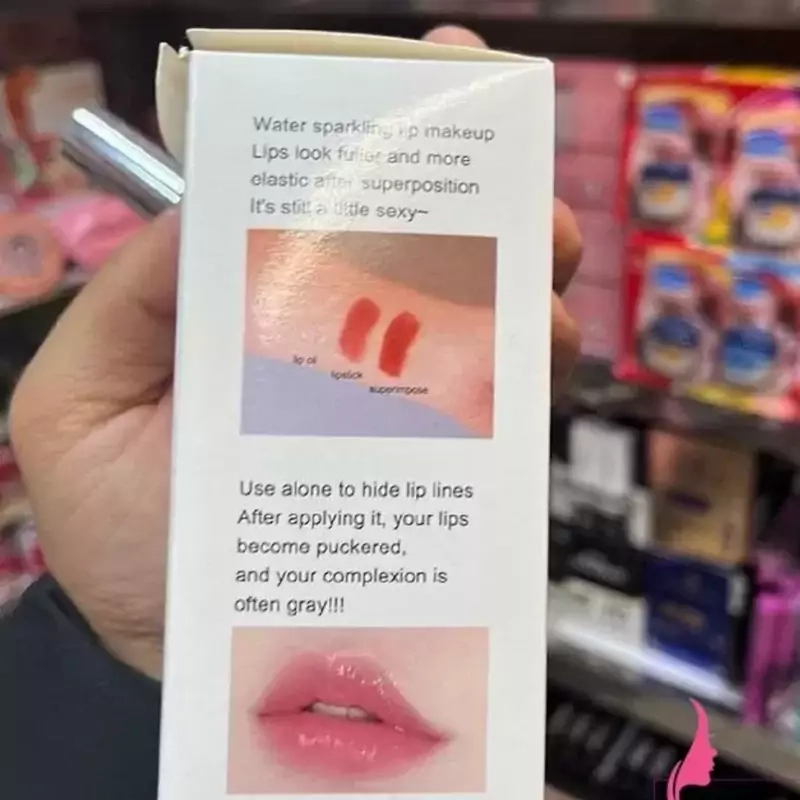 Water sparkling lip makeup
Lips look fuller and more
elastic after superposition
It's still a little sexy~
lip oil
lipstick
superimpose
Use alone to hide lip lines
After applying it, your lips
become puckered,
and your complexion is
often gray!!!